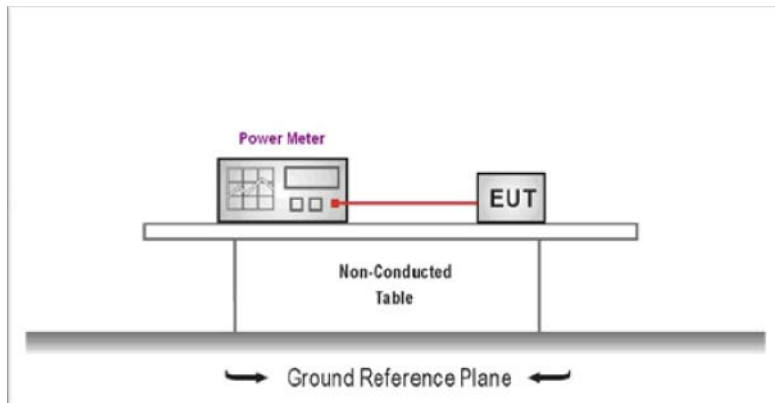 Power Meter
EUT
Non-Conducted
Table
Ground Reference Plane